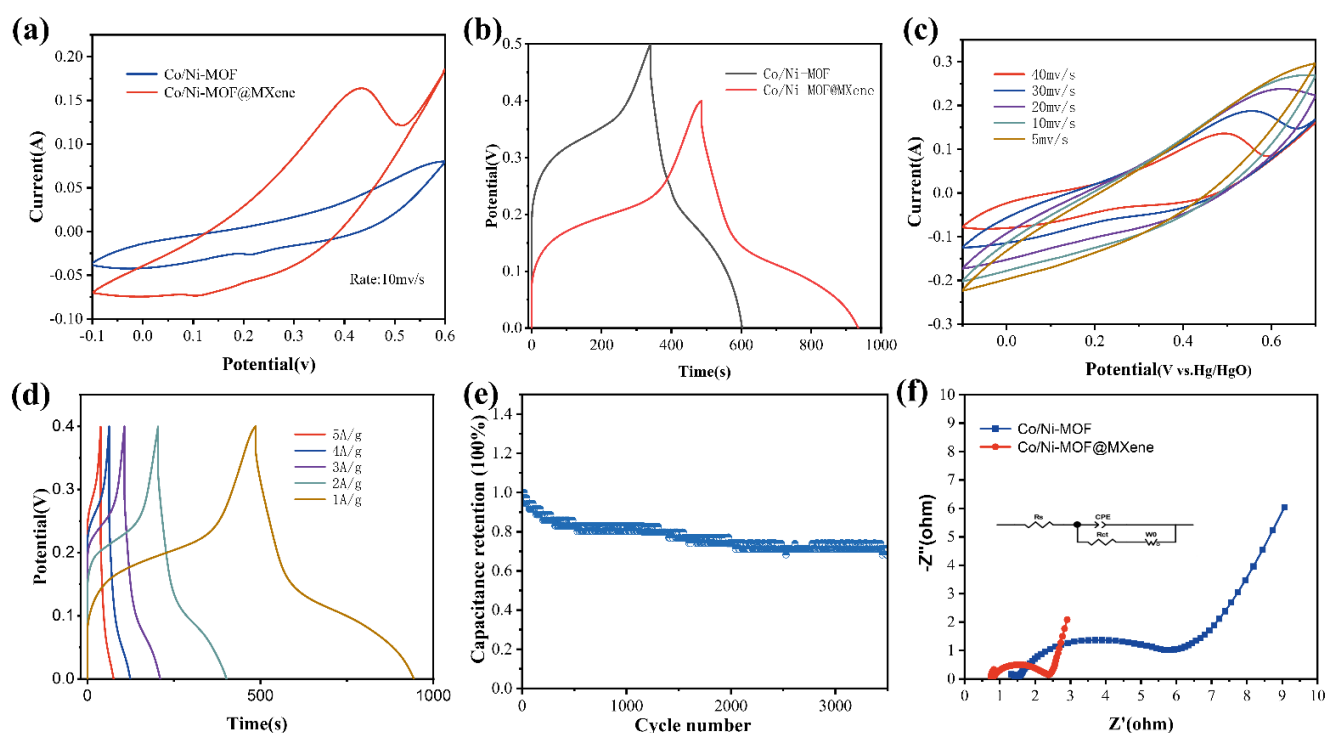 (a)
0.20
0.15
0.10
0.05
0.00
-0.05
-0.10
Current(A)
Co/Ni-MOF
Co/Ni-MOF@MXene
Rate:10mv/s
-0.1
0.0
0.1
0.2
0.3
0.4
0.5
0.6
Potential(v)
(b)
0.5
0.4
0.3
0.2
0.1
0.0
Potential(V)
Co/Ni-MOF
Co/Ni MOF@MXene
0
200
400
600
800
1000
Time(s)
(c)
0.3
0.2
0.1
0.0
-0.1
-0.2
-0.3
Current(A)
40mv/s
30mv/s
20mv/s
10mv/s
5mv/s
0.0
0.2
0.4
0.6
Potential(V vs.Hg/HgO)
(d)
0.4
0.3
0.2
0.1
0.0
Potential(V)
5A/g
4A/g
3A/g
2A/g
1A/g
0
500
1000
Time(s)
(e)
1.4
1.2
1.0
0.8
0.6
0.4
0.2
0.0
Capacitance retention (100%)
0
1000
2000
3000
Cycle number
(f)
10
9
8
7
6
5
4
3
2
1
0
-Z''(ohm)
Co/Ni-MOF
Co/Ni-MOF@MXene
Rs
CPE
Rct
0
1
2
3
4
5
6
7
8
9
10
Z'(ohm)